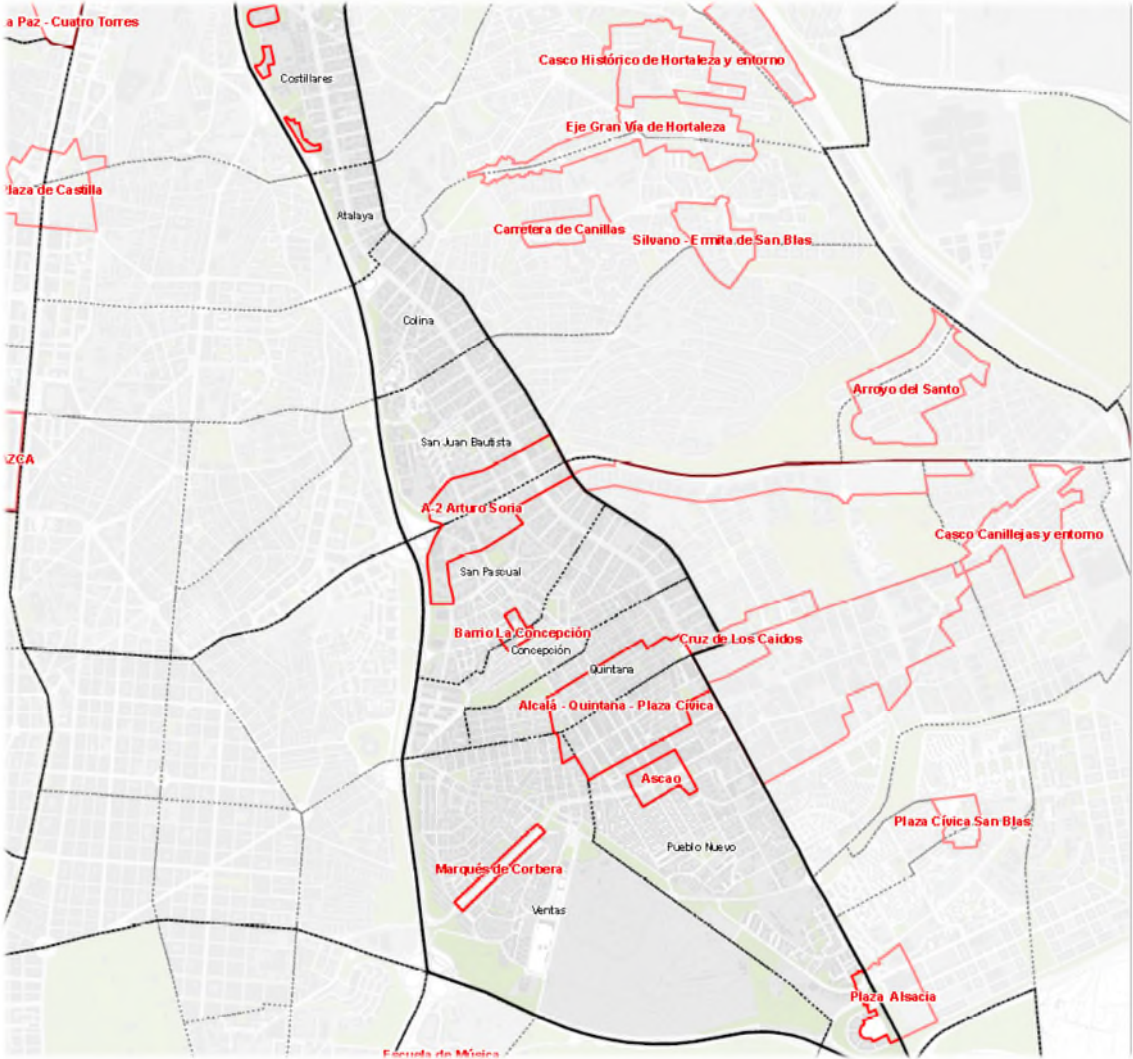 a Paz - Cuatro Torres
Costillares
Casco Histórico de Hortaleza y entorno
Eje Gran Vía de Hortaleza
Plaza de Castilla
Atalaya
Carretera de Canillas
Silvano - Ermita de San Blas
Colina
Arroyo del Santo
San Juan Bautista
AZCA
A-2 Arturo Soria
Casco Canillejas y entorno
San Pascual
Barrio La Concepción
Cruz de Los Caidos
Concepción
Quintana
Alcalá - Quintana - Plaza Cívica
Ascao
Plaza Cívica San Blas
Pueblo Nuevo
Marqués de Corbera
Ventas
Plaza Alsacia
Escuela de Música